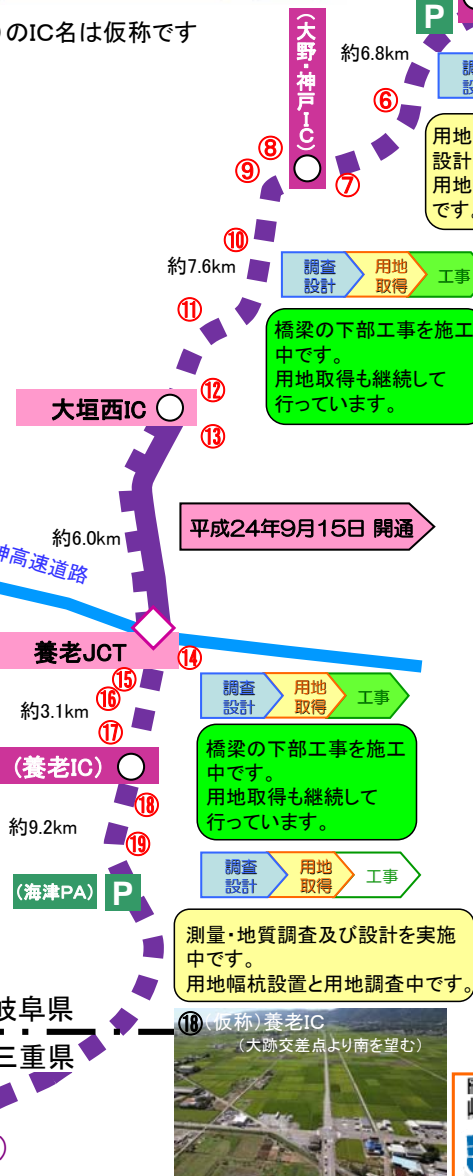 のIC名は仮称です
(大野・神戸IC)
P
約6.8km
⑥
⑦
⑧
⑨
⑩
約7.6km
調査
設計
用地
取得
工事
橋梁の下部工事を施工
中です。
用地取得も継続して
行っています。
用地
設計
用地
です。
⑪
⑫
大垣西IC
⑬
平成24年9月15日 開通
約6.0km
神高速道路
養老JCT
⑭
⑮
⑯
約3.1km
⑰
調査
設計
用地
取得
工事
橋梁の下部工事を施工
中です。
用地取得も継続して
行っています。
(養老IC)
⑱
約9.2km
⑲
調査
設計
用地
取得
工事
(海津PA) P
測量・地質調査及び設計を実施
中です。
用地幅杭設置と用地調査中です。
岐阜県
三重県
⑱(仮称)養老IC
(大跡交差点より南を望む)